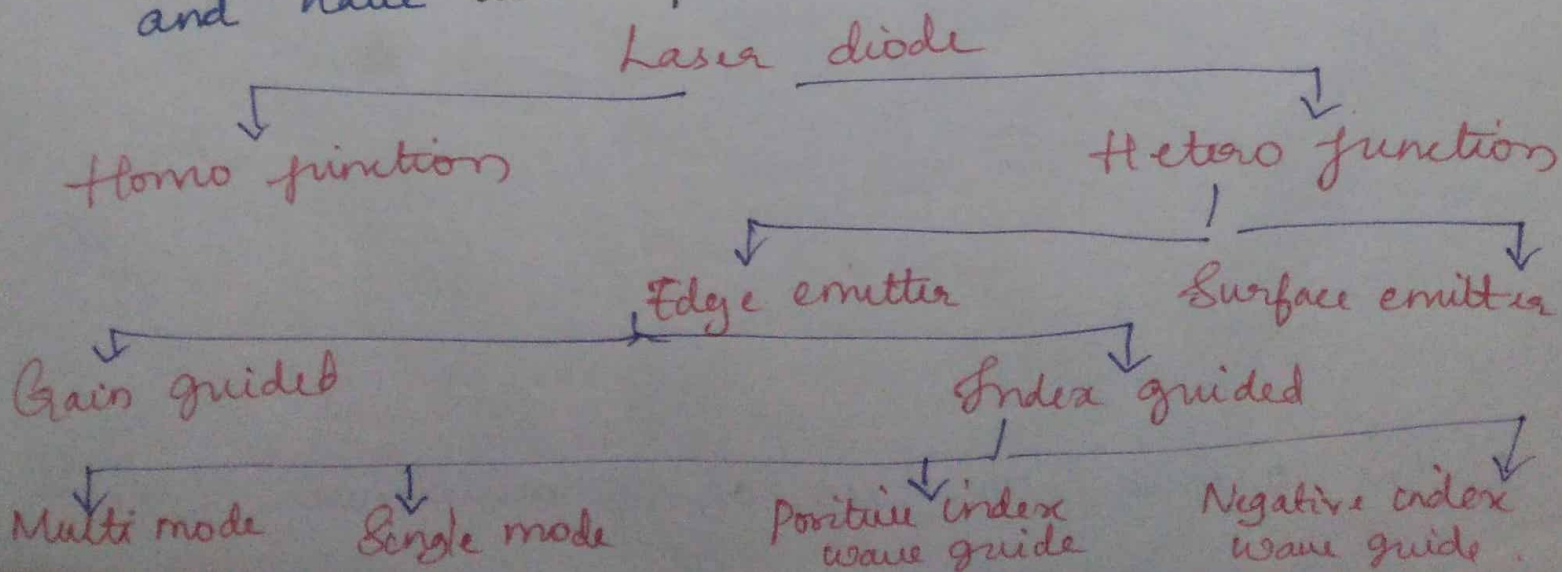 and
Laser diode
Homo junction Hetero junction
Edge emitter Surface emitter
Gain guided Index guided
Multi mode Single mode Positive index wave guide Negative index wave guide.